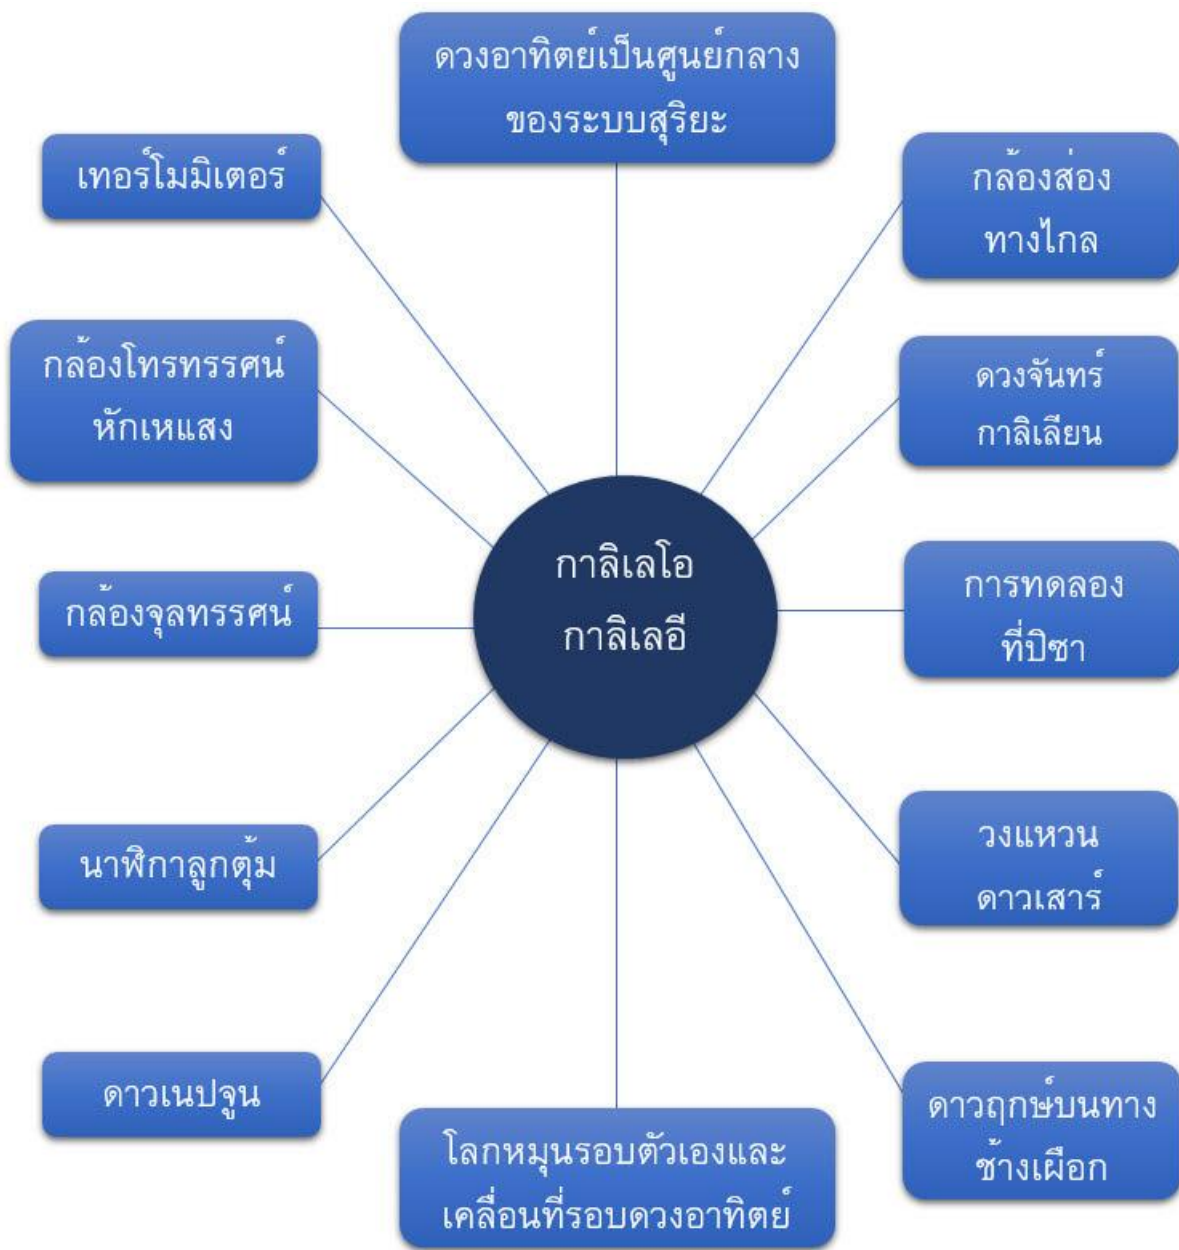 ดวงอาทิตย์เป็นศูนย์กลาง
ของระบบสุริยะ
เทอร์โมมิเตอร์
กล้องส่อง
ทางไกล
กล้องโทรทรรศน์
หักเหแสง
ดวงจันทร์
กาลิเลียน
กาลิเลโอ
กาลิเลอี
กล้องจุลทรรศน์
การทดลอง
ที่ปิซา
นาฬิกาลูกตุ้ม
วงแหวน
ดาวเสาร์
ดาวเนปจูน
โลกหมุนรอบตัวเองและ
เคลื่อนที่รอบดวงอาทิตย์
ดาวฤกษ์บนทาง
ช้างเผือก